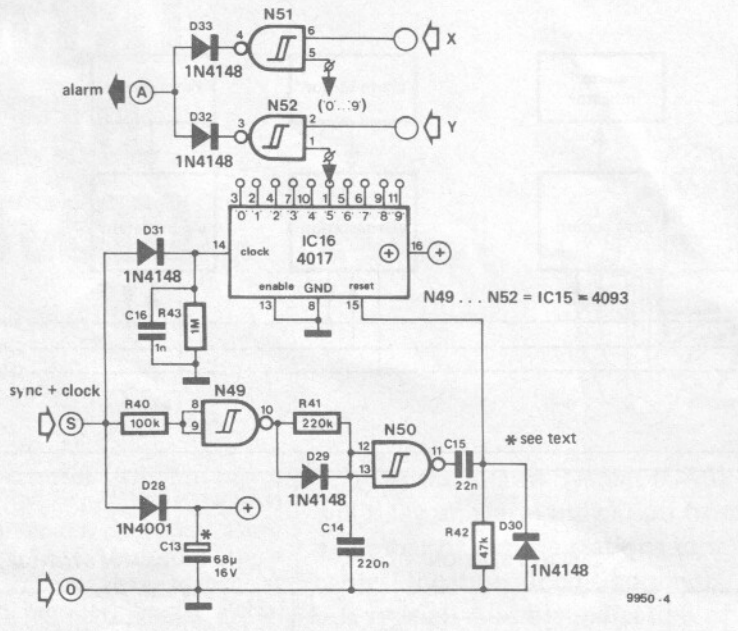 N51
D33
4
6
X
5
1N4148
alarm
A
('0'...'9')
N52
D32
3
2
Y
1
1N4148
3 2 4 7 10 1 5 6 9 11
'0' '1' '2' '3' '4' '5' '6' '7' '8' '9'
D31
14
clock
IC16
4017
+
16
+
1N4148
enable GND reset
13 8 15
N49 . . . N52 = IC15 = 4093
C16
1n
R43
1M
sync + clock
S
R40
100k
N49
8
9
10
R41
220k
N50
12
13
11
C15
22n
* see text
D29
1N4148
D28
1N4001
+
*
C13
68µ
16V
C14
220n
R42
47k
D30
1N4148
0
9950 - 4